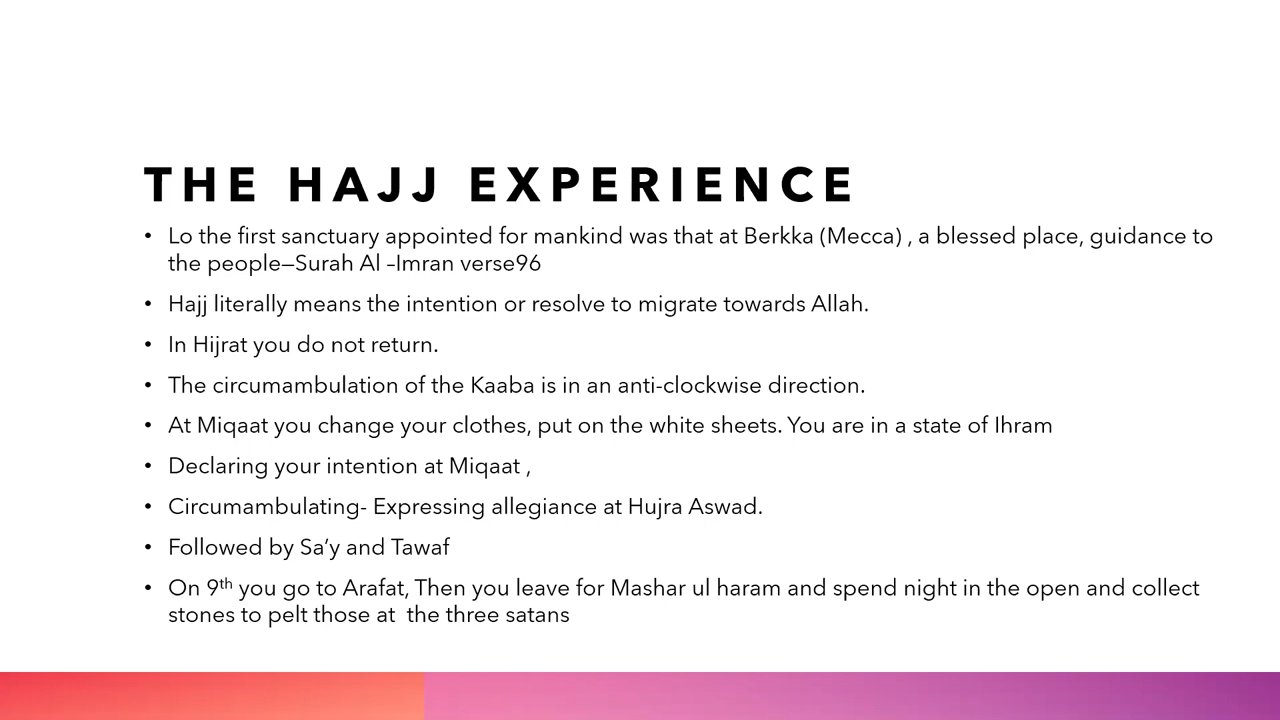 THE HAJJ EXPERIENCE
• Lo the first sanctuary appointed for mankind was that at Berkka (Mecca) , a blessed place, guidance to
the people—Surah Al –Imran verse96
• Hajj literally means the intention or resolve to migrate towards Allah.
• In Hijrat you do not return.
• The circumambulation of the Kaaba is in an anti-clockwise direction.
• At Miqaat you change your clothes, put on the white sheets. You are in a state of Ihram
• Declaring your intention at Miqaat ,
• Circumambulating- Expressing allegiance at Hujra Aswad.
• Followed by Sa’y and Tawaf
• On 9th you go to Arafat, Then you leave for Mashar ul haram and spend night in the open and collect
stones to pelt those at  the three satans